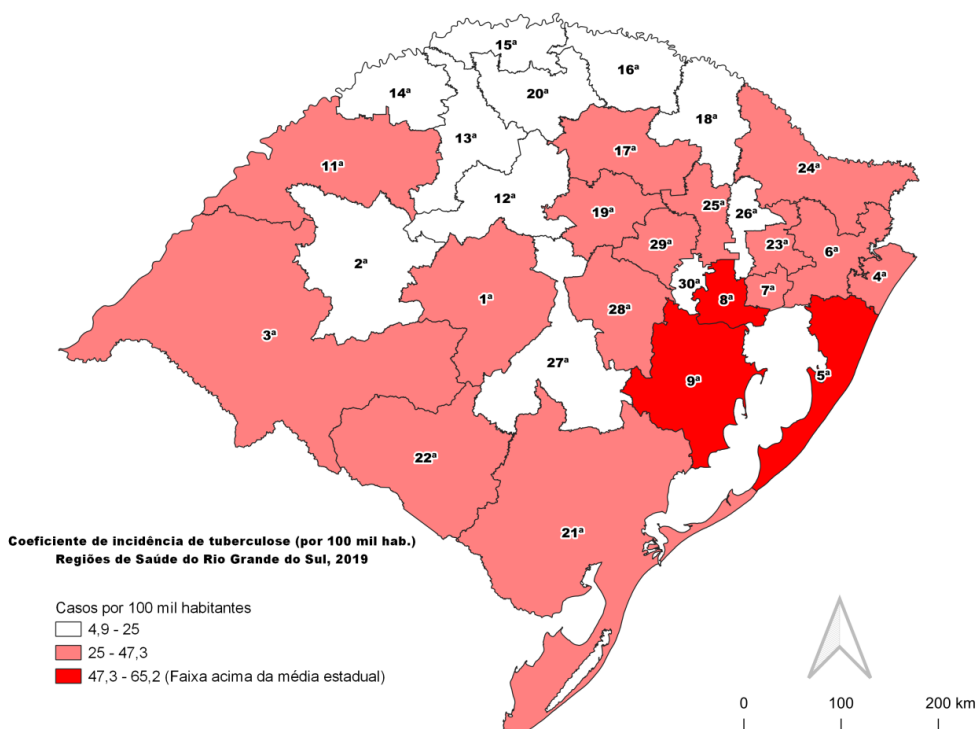 15ª
16ª
14ª
20ª
18ª
13ª
11ª
17ª
24ª
12ª
25ª
19ª
26ª
29ª
23ª
6ª
2ª
4ª
30ª
7ª
1ª
8ª
28ª
3ª
27ª
5ª
9ª
22ª
21ª
Coeficiente de incidência de tuberculose (por 100 mil hab.)
Regiões de Saúde do Rio Grande do Sul, 2019
Casos por 100 mil habitantes
4,9 - 25
25 - 47,3
47,3 - 65,2 (Faixa acima da média estadual)
0 100 200 km